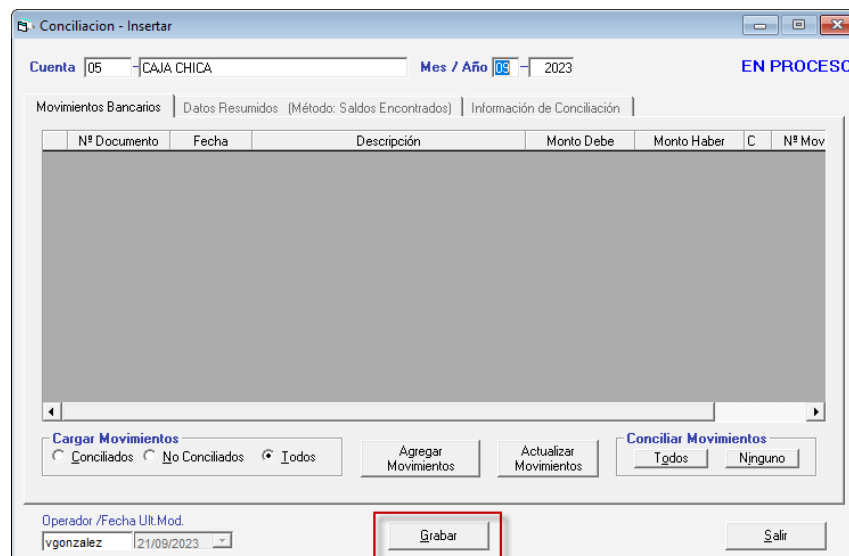 Conciliacion - Insertar
Cuenta 05 - CAJA CHICA Mes / Año 09 - 2023 EN PROCESO
Movimientos Bancarios Datos Resumidos (Método: Saldos Encontrados) Información de Conciliación
Nº Documento Fecha Descripción Monto Debe Monto Haber C Nº Mov
Cargar Movimientos Conciliar Movimientos
Conciliados No Conciliados Todos Agregar Actualizar Todos Ninguno
Movimientos Movimientos
Operador /Fecha Ult.Mod.
vgonzalez 21/09/2023 Grabar Salir